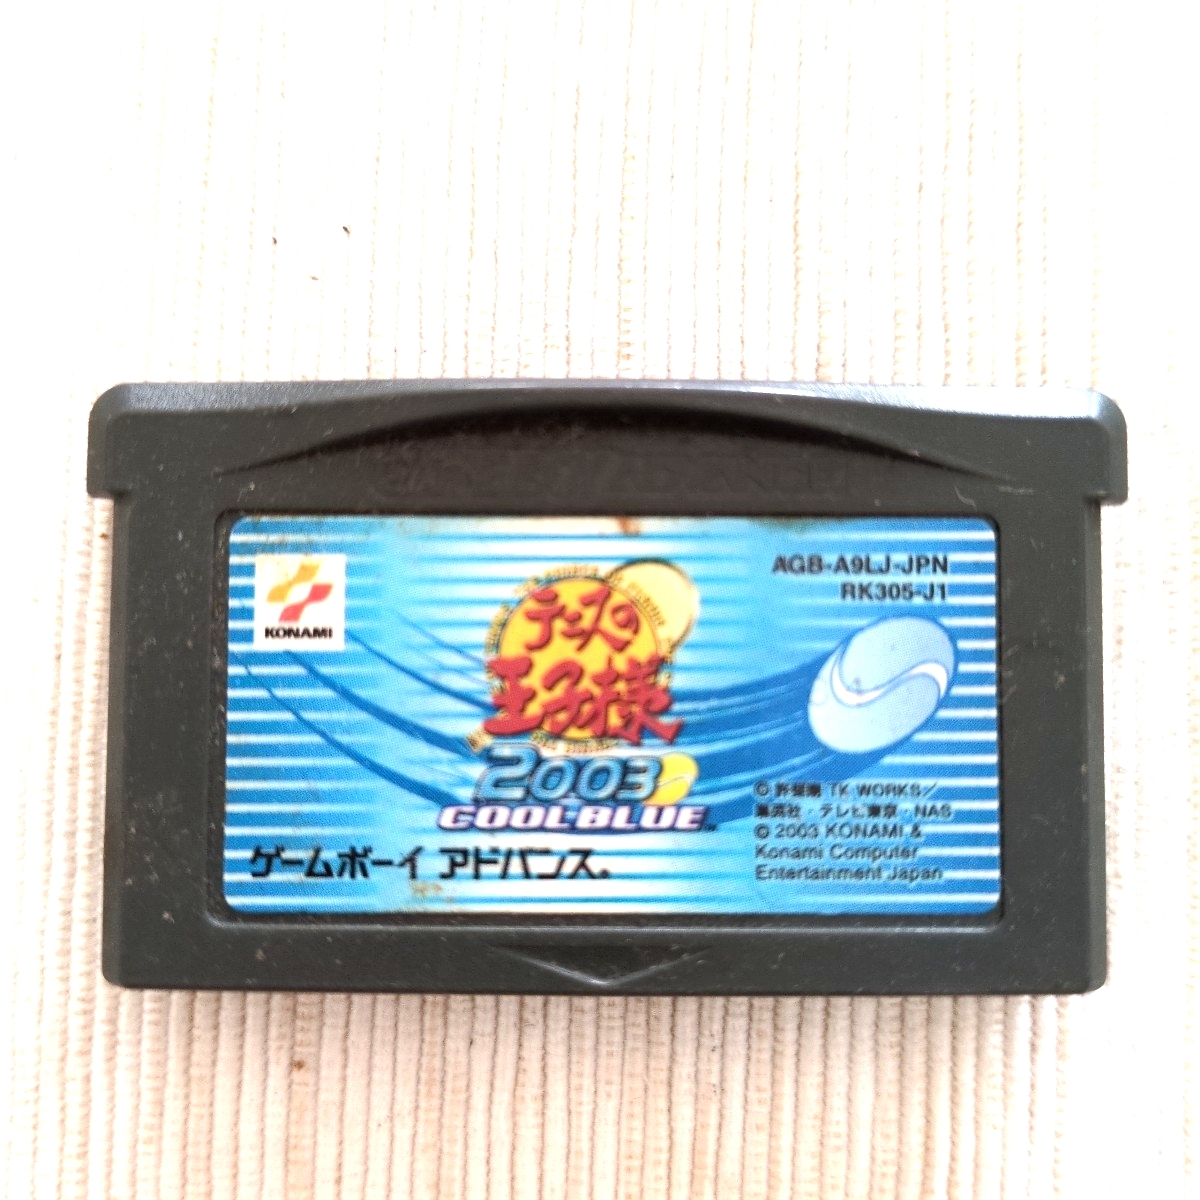 KONAMI
AGB-A9LJ-JPN
RK305-J1
テニスの
王子様
2003
COOL BLUE
TM
ゲームボーイ アドバンス®
© 許斐剛 TK WORKS/
集英社・テレビ東京・NAS
© 2003 KONAMI &
Konami Computer
Entertainment Japan